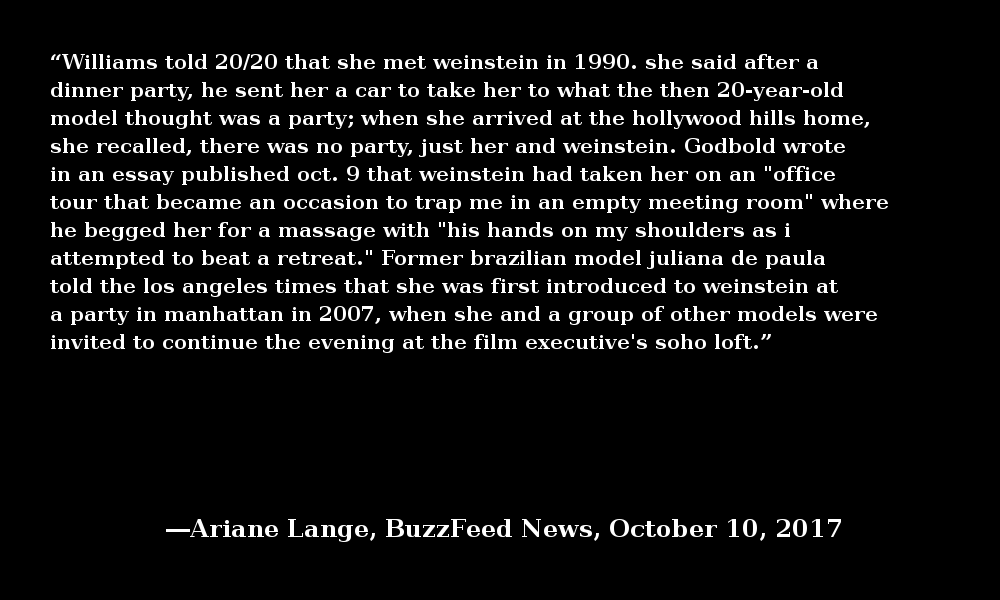 “Williams told 20/20 that she met weinstein in 1990. she said after a
dinner party, he sent her a car to take her to what the then 20-year-old
model thought was a party; when she arrived at the hollywood hills home,
she recalled, there was no party, just her and weinstein. Godbold wrote
in an essay published oct. 9 that weinstein had taken her on an "office
tour that became an occasion to trap me in an empty meeting room" where
he begged her for a massage with "his hands on my shoulders as i
attempted to beat a retreat." Former brazilian model juliana de paula
told the los angeles times that she was first introduced to weinstein at
a party in manhattan in 2007, when she and a group of other models were
invited to continue the evening at the film executive's soho loft.”
—Ariane Lange, BuzzFeed News, October 10, 2017